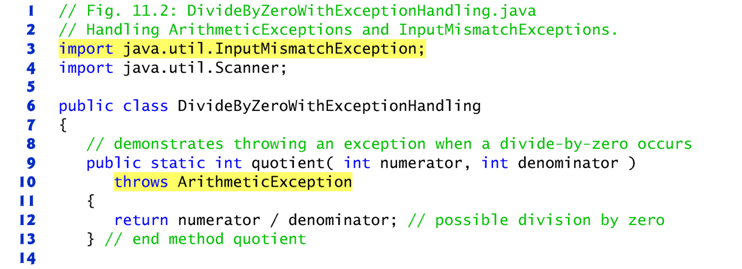 1 // Fig. 11.2: DivideByZeroWithExceptionHandling.java
2 // Handling ArithmeticExceptions and InputMismatchExceptions.
3 import java.util.InputMismatchException;
4 import java.util.Scanner;
5
6 public class DivideByZeroWithExceptionHandling
7 {
8 // demonstrates throwing an exception when a divide-by-zero occurs
9 public static int quotient( int numerator, int denominator )
10 throws ArithmeticException
11 {
12 return numerator / denominator; // possible division by zero
13 } // end method quotient
14